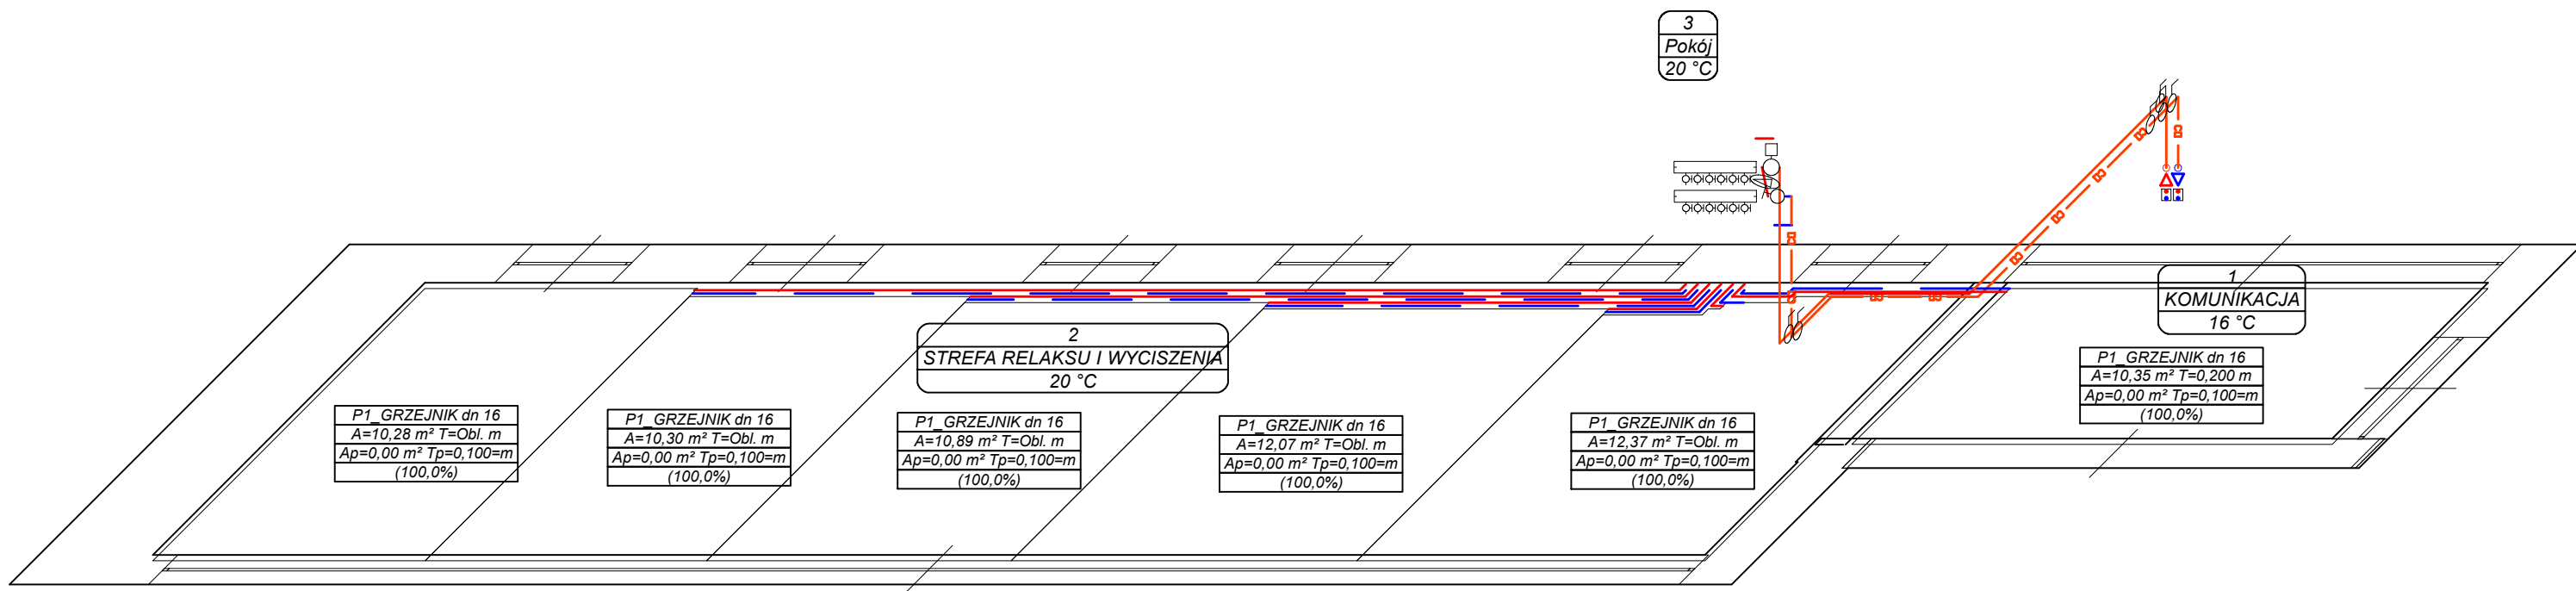 3
Pokój
20 °C
1
KOMUNIKACJA
16 °C
2
STREFA RELAKSU I WYCISZENIA
20 °C
P1_GRZEJNIK dn 16
A=10,35 m² T=0,200 m
Ap=0,00 m² Tp=0,100=m
(100,0%)
P1_GRZEJNIK dn 16
A=10,28 m² T=Obl. m
Ap=0,00 m² Tp=0,100=m
(100,0%)
P1_GRZEJNIK dn 16
A=10,30 m² T=Obl. m
Ap=0,00 m² Tp=0,100=m
(100,0%)
P1_GRZEJNIK dn 16
A=10,89 m² T=Obl. m
Ap=0,00 m² Tp=0,100=m
(100,0%)
P1_GRZEJNIK dn 16
A=12,07 m² T=Obl. m
Ap=0,00 m² Tp=0,100=m
(100,0%)
P1_GRZEJNIK dn 16
A=12,37 m² T=Obl. m
Ap=0,00 m² Tp=0,100=m
(100,0%)